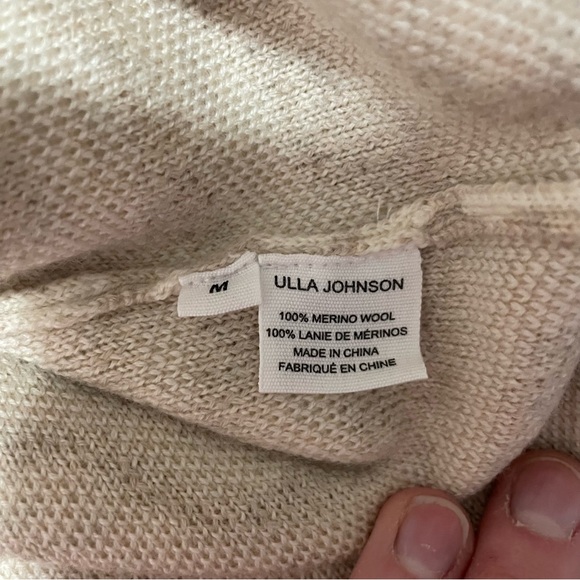 M
ULLA JOHNSON
100% MERINO WOOL
100% LANIE DE MÉRINOS
MADE IN CHINA
FABRIQUÉ EN CHINE